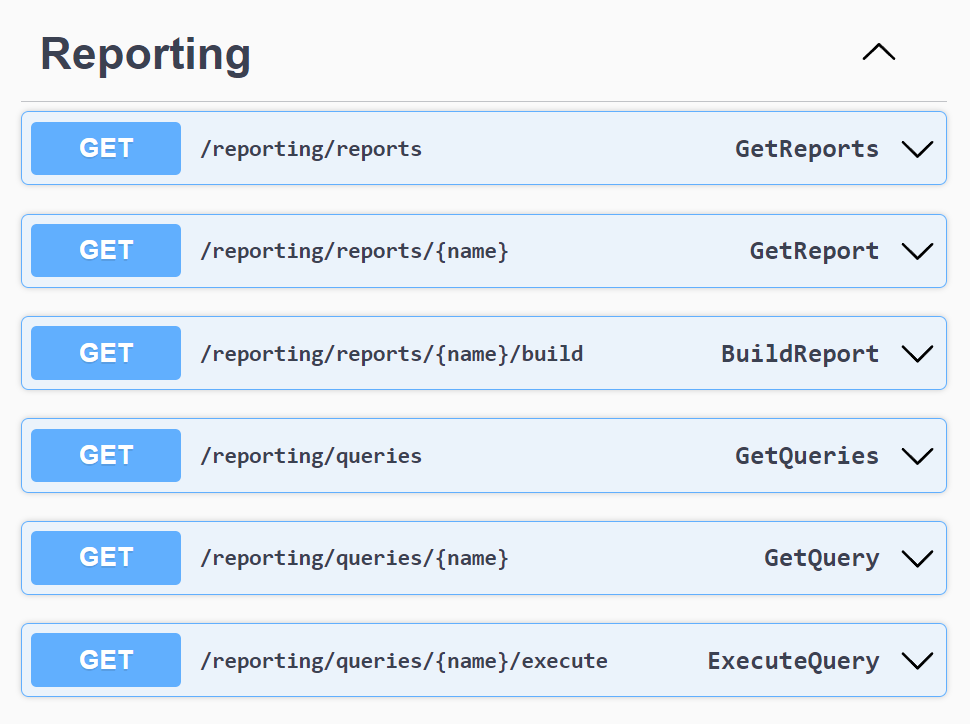 Reporting
GET /reporting/reports GetReports
GET /reporting/reports/{name} GetReport
GET /reporting/reports/{name}/build BuildReport
GET /reporting/queries GetQueries
GET /reporting/queries/{name} GetQuery
GET /reporting/queries/{name}/execute ExecuteQuery